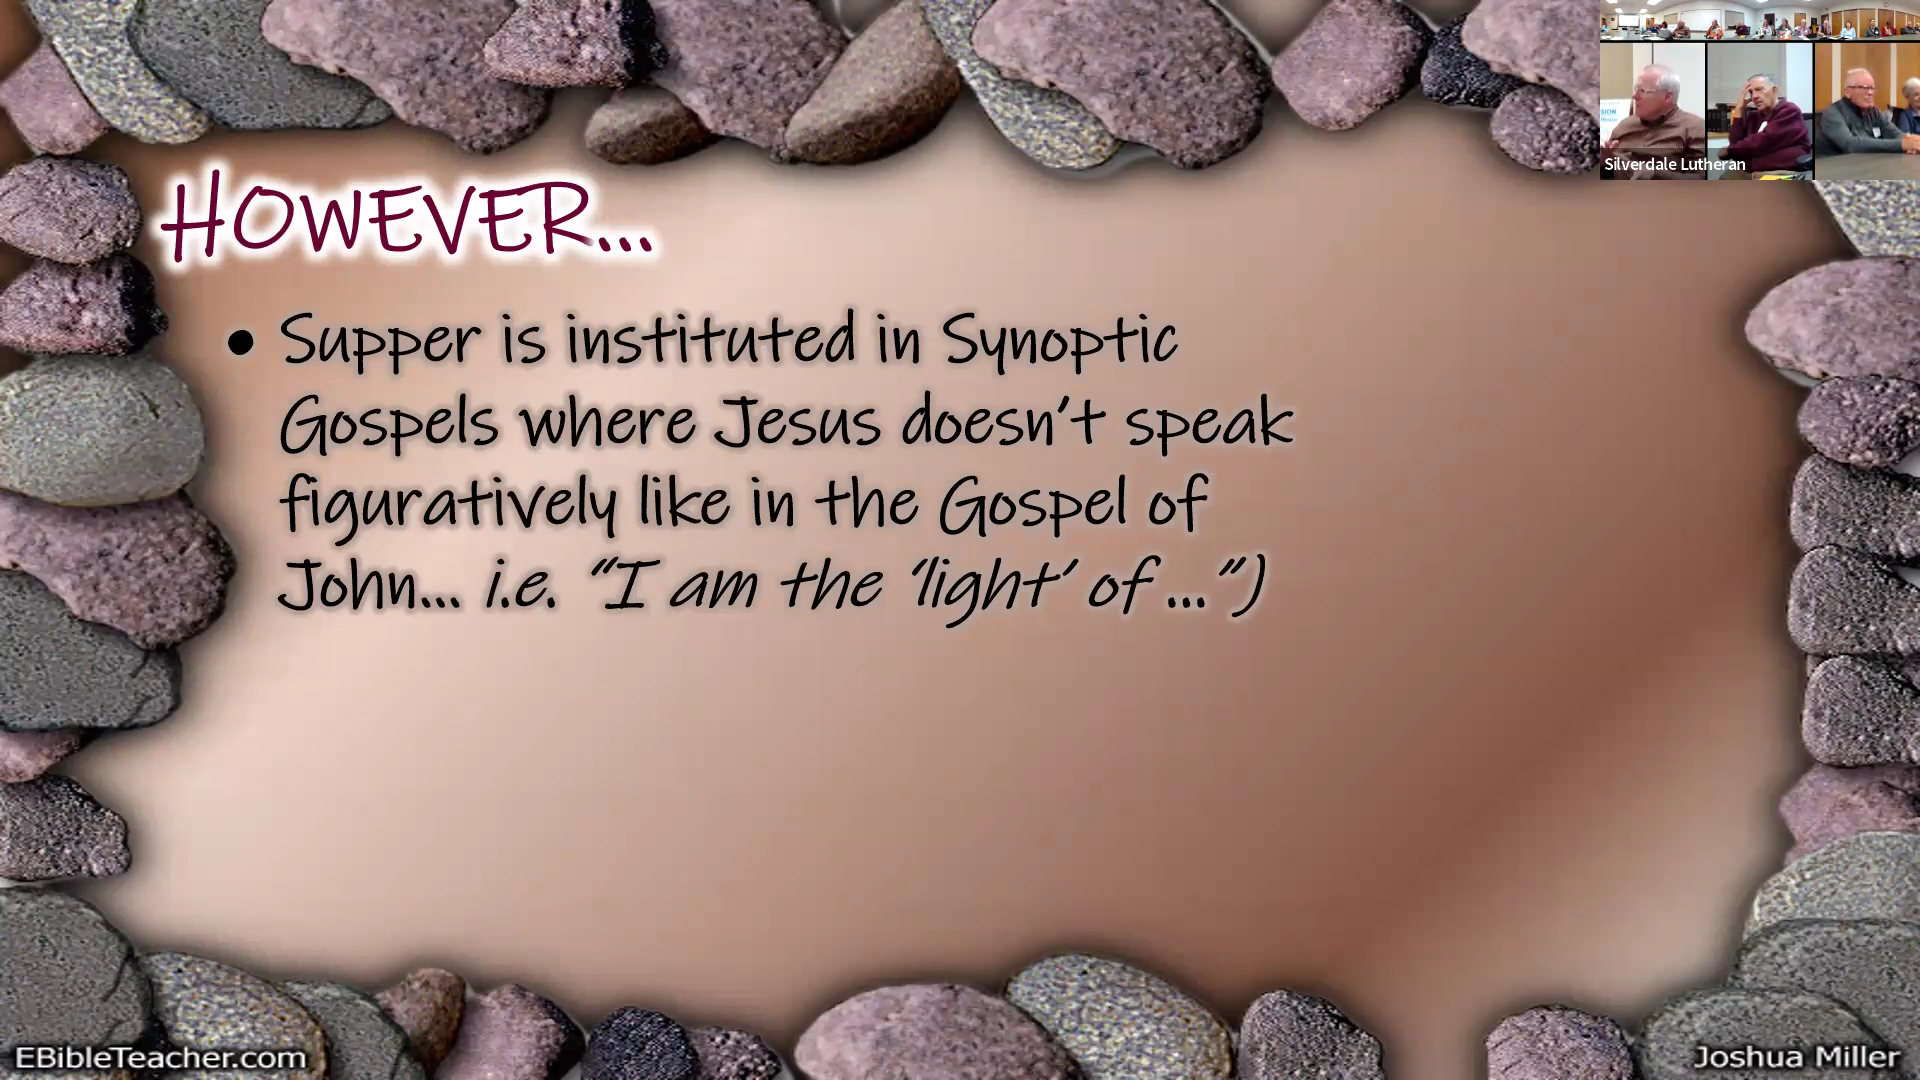 HOWEVER...
• Supper is instituted in Synoptic
Gospels where Jesus doesn't speak
figuratively like in the Gospel of
John... i.e. "I am the 'light' of ...")
Silverdale Lutheran
EBibleTeacher.com
Joshua Miller